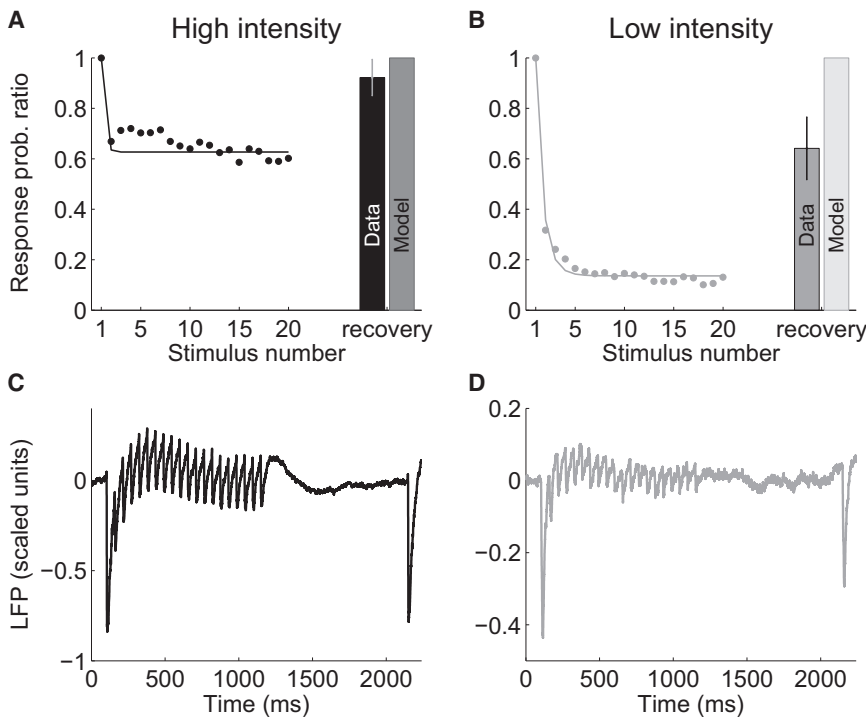 A
High intensity
B
Low intensity
Response prob. ratio
1
0.8
0.6
0.4
0.2
0
1
5
10
15
20
recovery
Stimulus number
Data
Model
1
0.8
0.6
0.4
0.2
0
1
5
10
15
20
recovery
Stimulus number
Data
Model
C
LFP (scaled units)
0
−0.5
−1
0
500
1000
1500
2000
Time (ms)
D
0.2
0
−0.2
−0.4
0
500
1000
1500
2000
Time (ms)